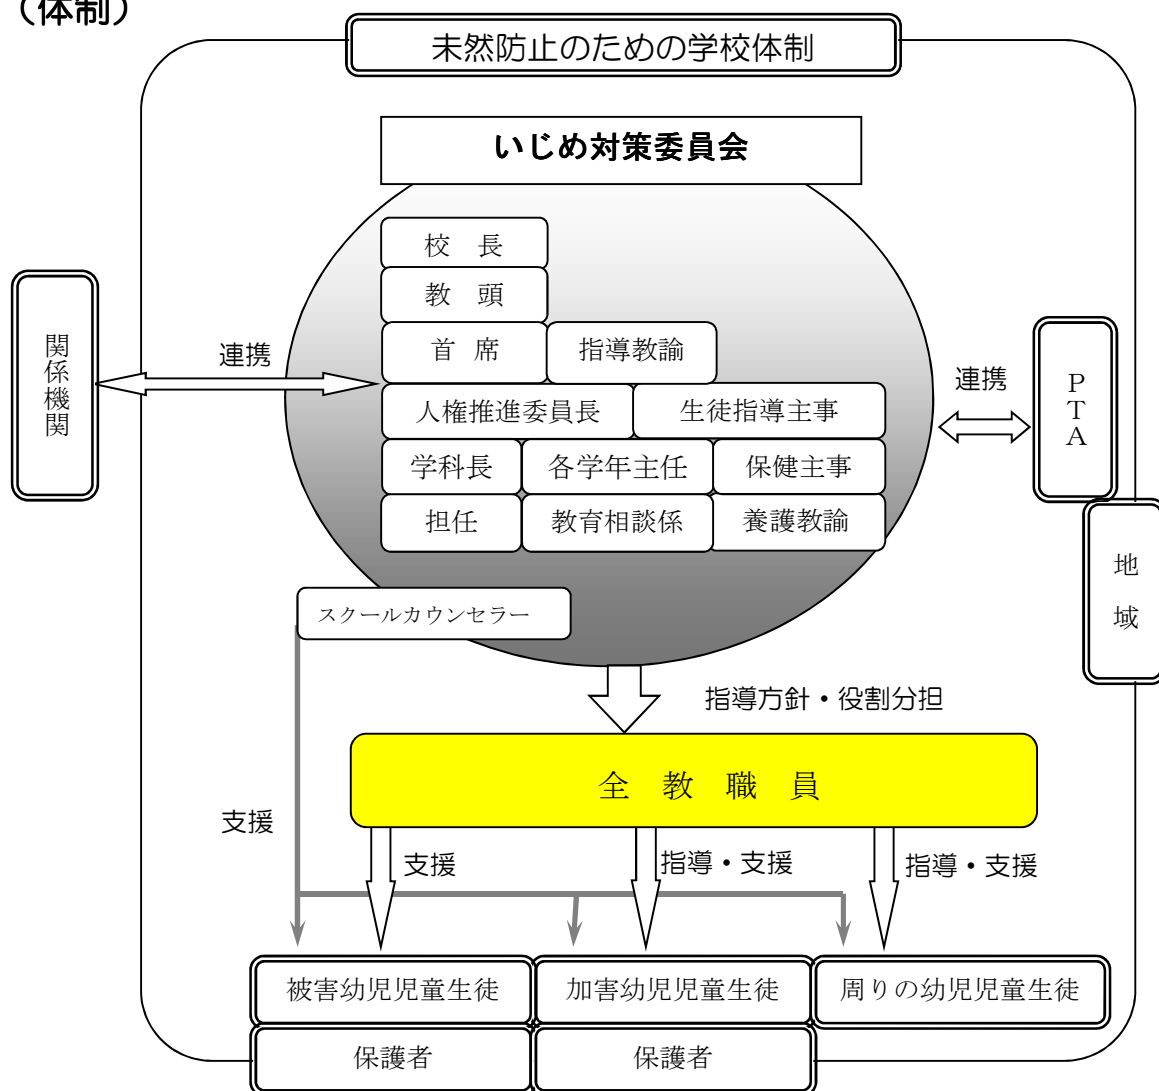 （体制）
未然防止のための学校体制
いじめ対策委員会
校　長
教　頭
首　席
指導教諭
人権推進委員長
生徒指導主事
学科長
各学年主任
保健主事
担任
教育相談係
養護教諭
スクールカウンセラー
関係機関
連携
連携
ＰＴＡ
地域
指導方針・役割分担
全　教　職　員
支援
支援
指導・支援
指導・支援
被害幼児児童生徒
加害幼児児童生徒
周りの幼児児童生徒
保護者
保護者